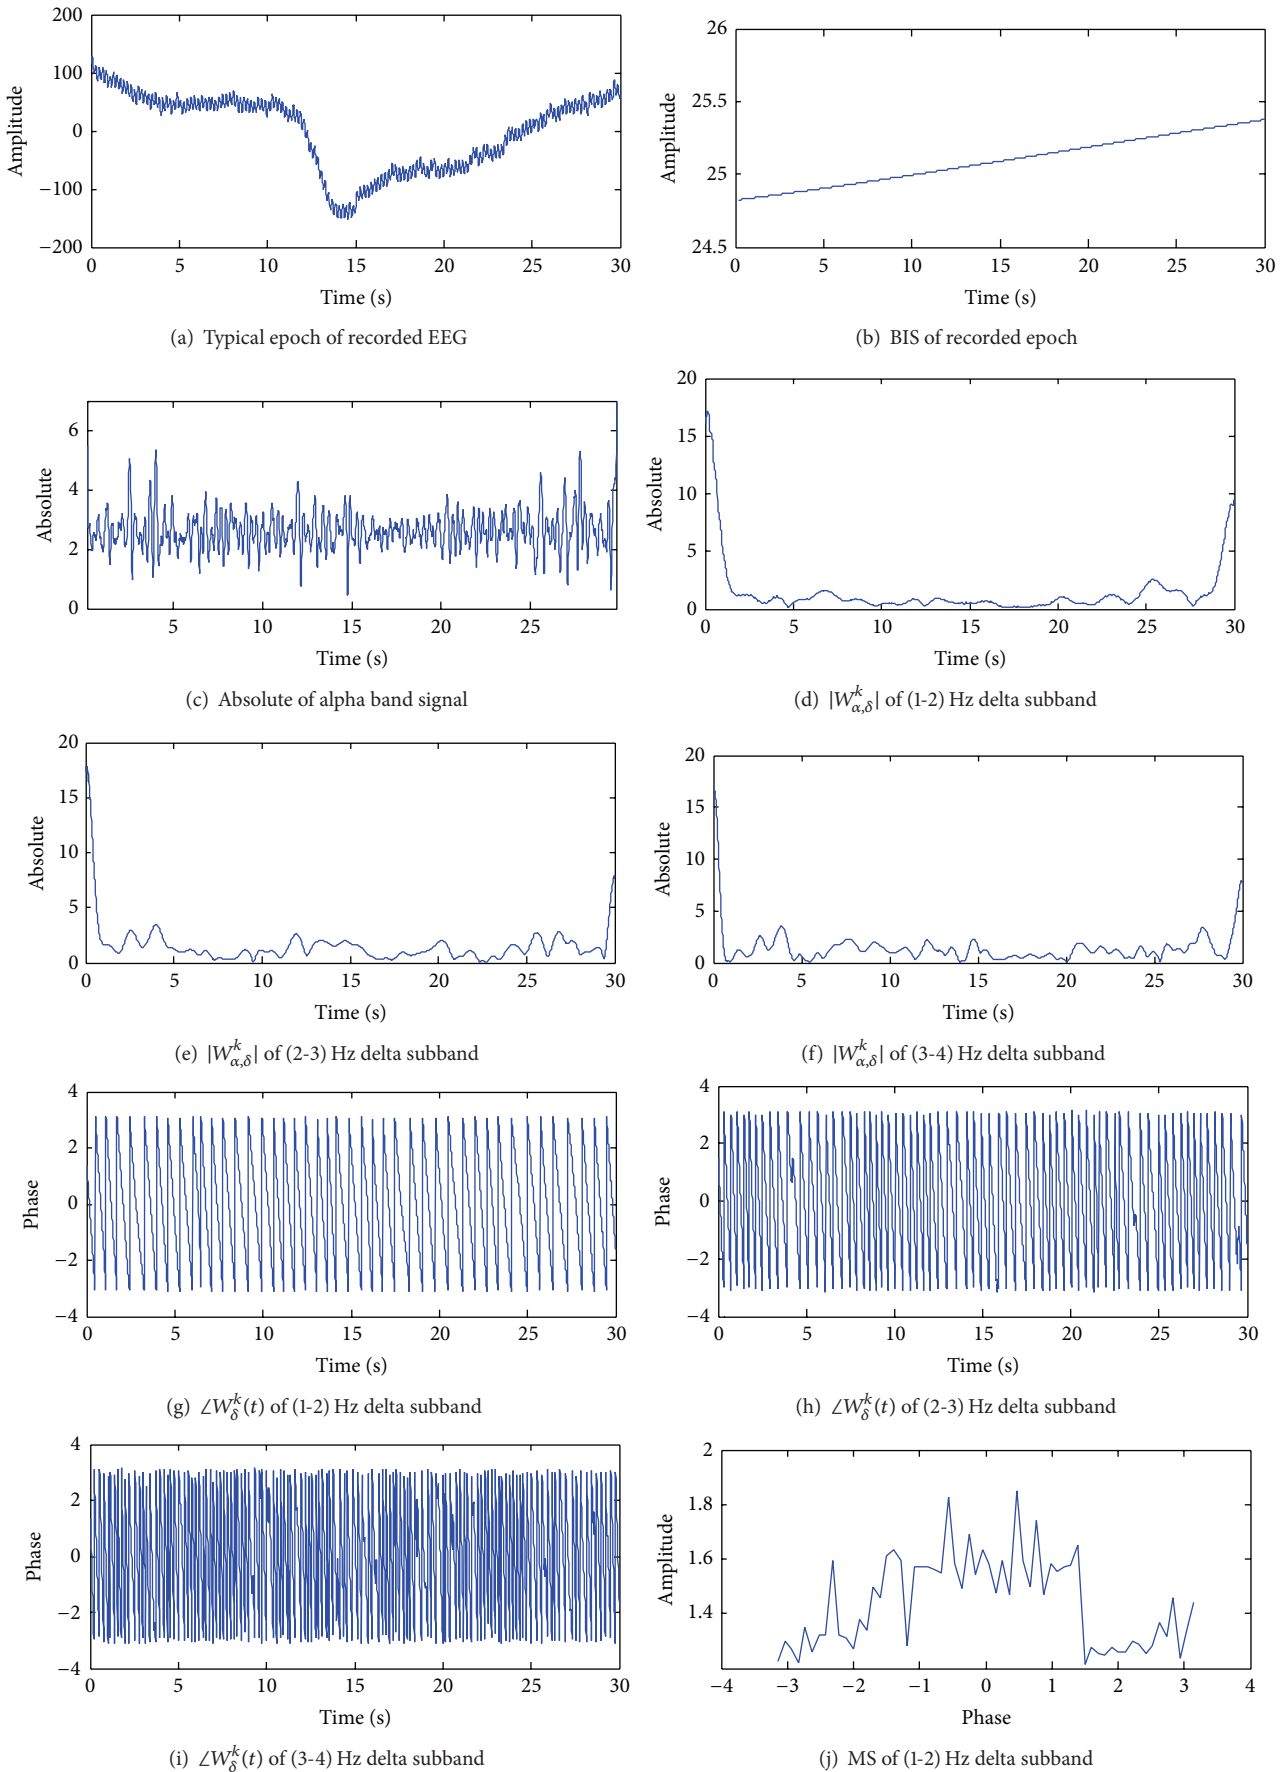 200
100
0
−100
−200
Amplitude
0 5 10 15 20 25 30
Time (s)
(a) Typical epoch of recorded EEG
26
25.5
25
24.5
Amplitude
0 5 10 15 20 25 30
Time (s)
(b) BIS of recorded epoch
6
4
2
0
Absolute
5 10 15 20 25
Time (s)
(c) Absolute of alpha band signal
20
15
10
5
0
Absolute
0 5 10 15 20 25 30
Time (s)
(d) |W^k_{α,δ}| of (1-2) Hz delta subband
20
15
10
5
0
Absolute
0 5 10 15 20 25 30
Time (s)
(e) |W^k_{α,δ}| of (2-3) Hz delta subband
20
15
10
5
0
Absolute
0 5 10 15 20 25 30
Time (s)
(f) |W^k_{α,δ}| of (3-4) Hz delta subband
4
2
0
−2
−4
Phase
0 5 10 15 20 25 30
Time (s)
(g) ∠W^k_δ(t) of (1-2) Hz delta subband
4
2
0
−2
−4
Phase
0 5 10 15 20 25 30
Time (s)
(h) ∠W^k_δ(t) of (2-3) Hz delta subband
4
2
0
−2
−4
Phase
0 5 10 15 20 25 30
Time (s)
(i) ∠W^k_δ(t) of (3-4) Hz delta subband
2
1.8
1.6
1.4
Amplitude
−4 −3 −2 −1 0 1 2 3 4
Phase
(j) MS of (1-2) Hz delta subband